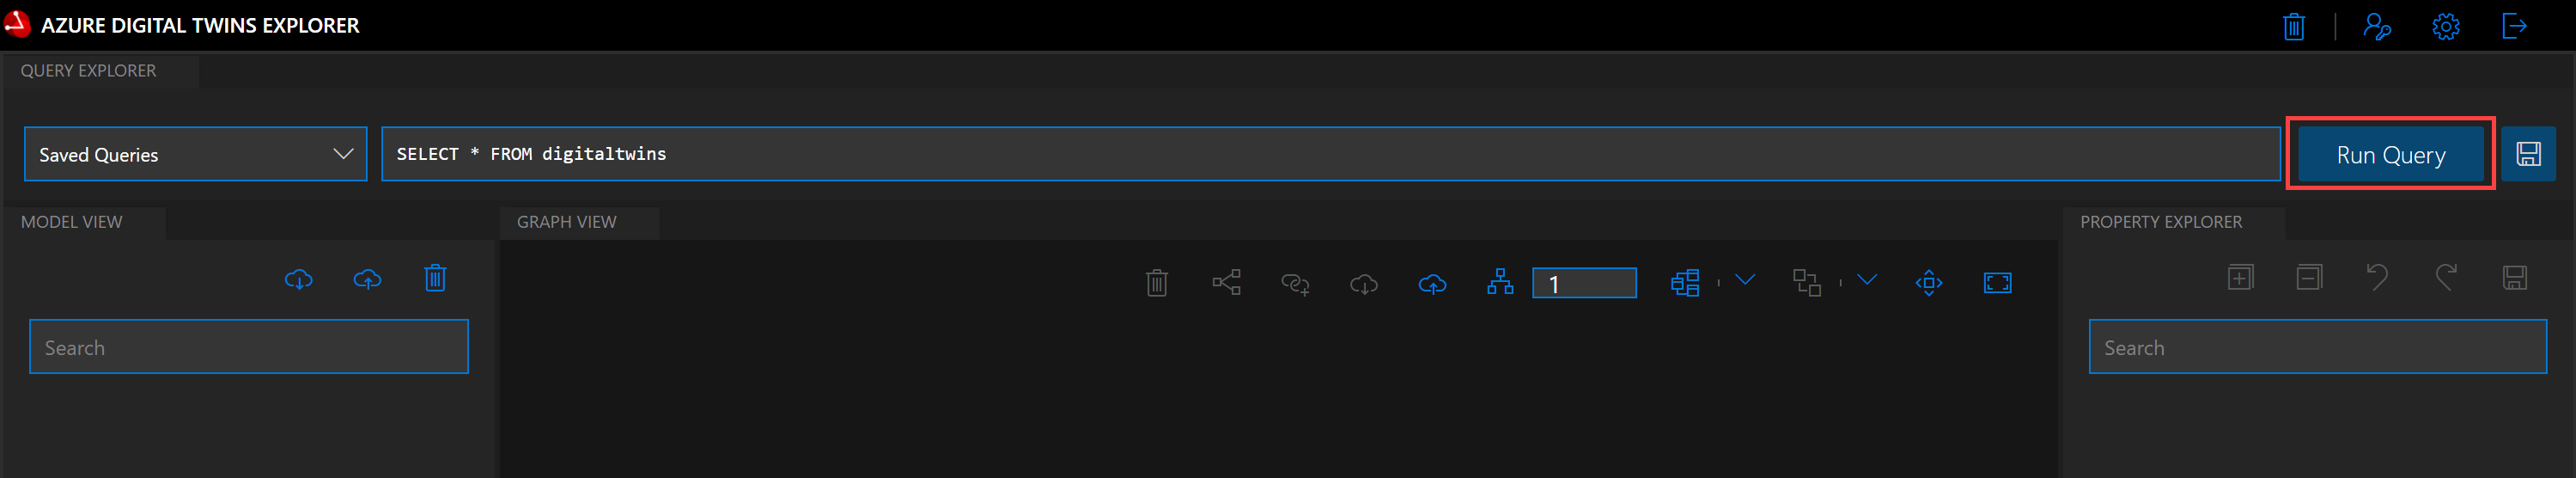 AZURE DIGITAL TWINS EXPLORER
QUERY EXPLORER
Saved Queries
SELECT * FROM digitaltwins
Run Query
MODEL VIEW
GRAPH VIEW
PROPERTY EXPLORER
1
Search
Search